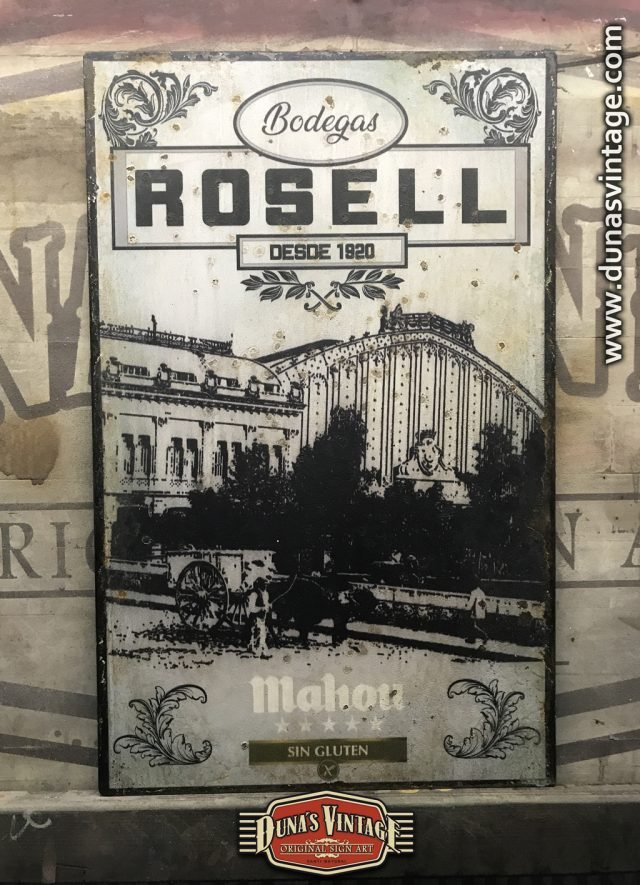 Bodegas
ROSELL
DESDE 1920
Mahou
SIN GLUTEN
www.dunasvintage.com
DUNA'S VINTAGE
ORIGINAL SIGN ART